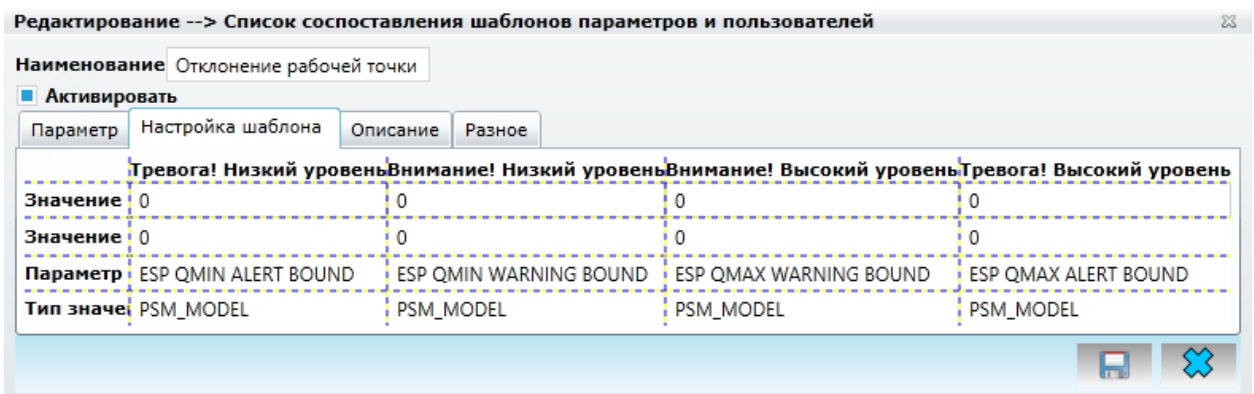 Редактирование --> Список соспоставления шаблонов параметров и пользователей
Наименование Отклонение рабочей точки
Активировать
Параметр Настройка шаблона Описание Разное
Тревога! Низкий уровень Внимание! Низкий уровень Внимание! Высокий уровень Тревога! Высокий уровень
Значение 0 0 0 0
Значение 0 0 0 0
Параметр ESP QMIN ALERT BOUND ESP QMIN WARNING BOUND ESP QMAX WARNING BOUND ESP QMAX ALERT BOUND
Тип значе PSM_MODEL PSM_MODEL PSM_MODEL PSM_MODEL